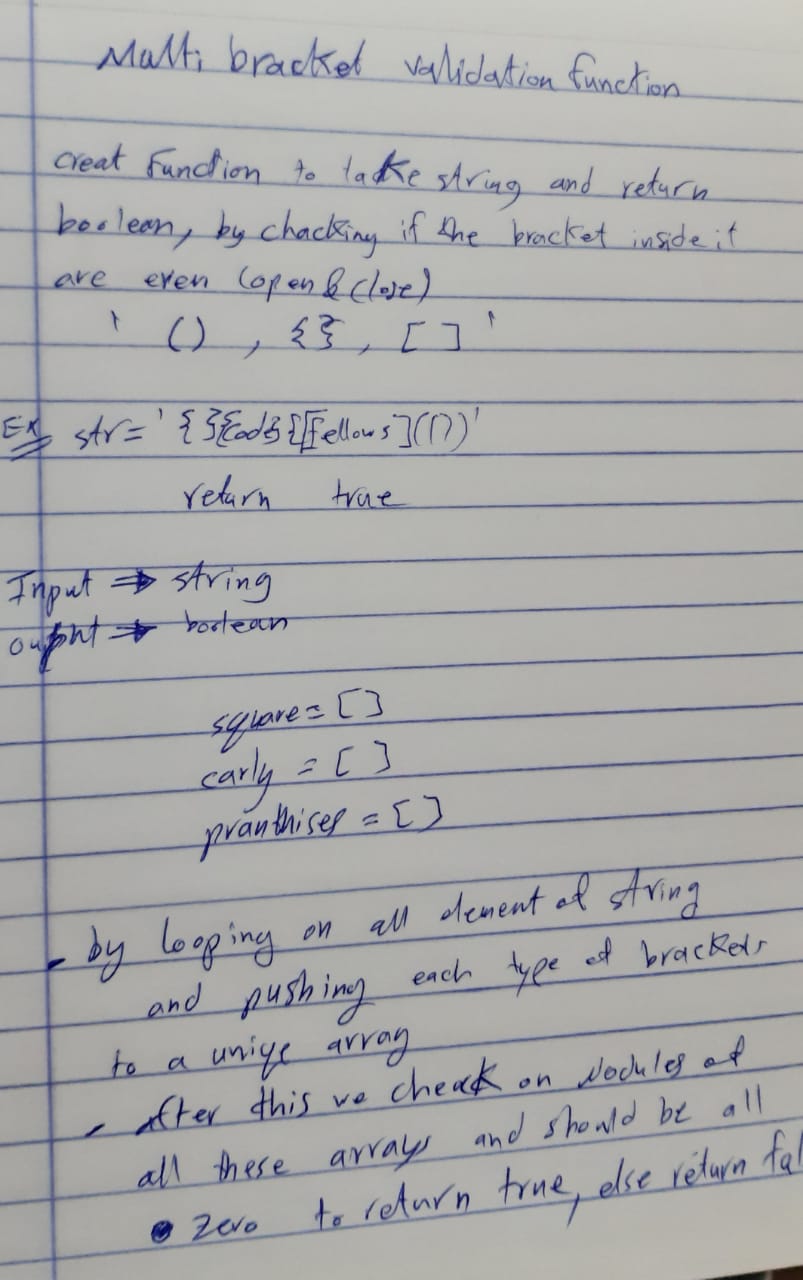 Multi bracket validation function
creat function to take string and return
boolean, by chacking if the bracket inside it
are even (open & close)
' () , {} , [ ] '
Ex str = ' { }{Cod}{[Fellows](())'
return true
Input ⇒ string
output → boolean
square = [ ]
carly = [ ]
pranthises = [ ]
- by looping on all element of string
and pushing each type of brackets
to a uniqe array
- After this we cheak on Modules of
all these arrays and should be all
zero to return true, else return fal